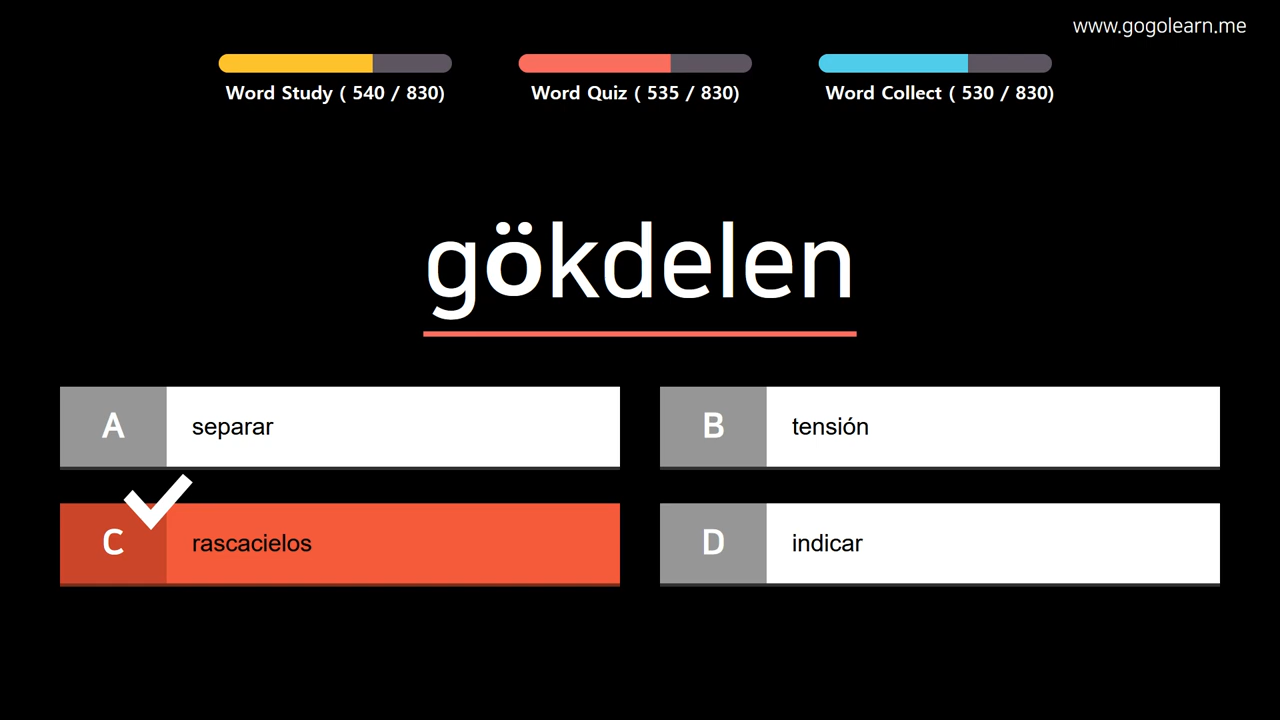 www.gogolearn.me
Word Study ( 540 / 830)
Word Quiz ( 535 / 830)
Word Collect ( 530 / 830)
gökdelen
A
separar
B
tensión
C
rascacielos
D
indicar